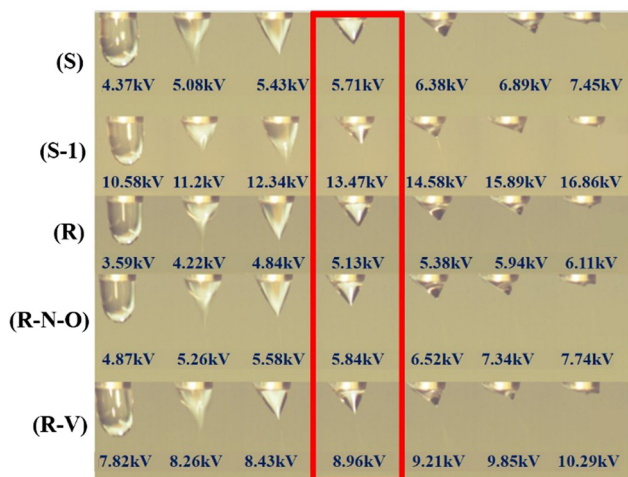 (S)
4.37kV 5.08kV 5.43kV 5.71kV 6.38kV 6.89kV 7.45kV
(S-1)
10.58kV 11.2kV 12.34kV 13.47kV 14.58kV 15.89kV 16.86kV
(R)
3.59kV 4.22kV 4.84kV 5.13kV 5.38kV 5.94kV 6.11kV
(R-N-O)
4.87kV 5.26kV 5.58kV 5.84kV 6.52kV 7.34kV 7.74kV
(R-V)
7.82kV 8.26kV 8.43kV 8.96kV 9.21kV 9.85kV 10.29kV